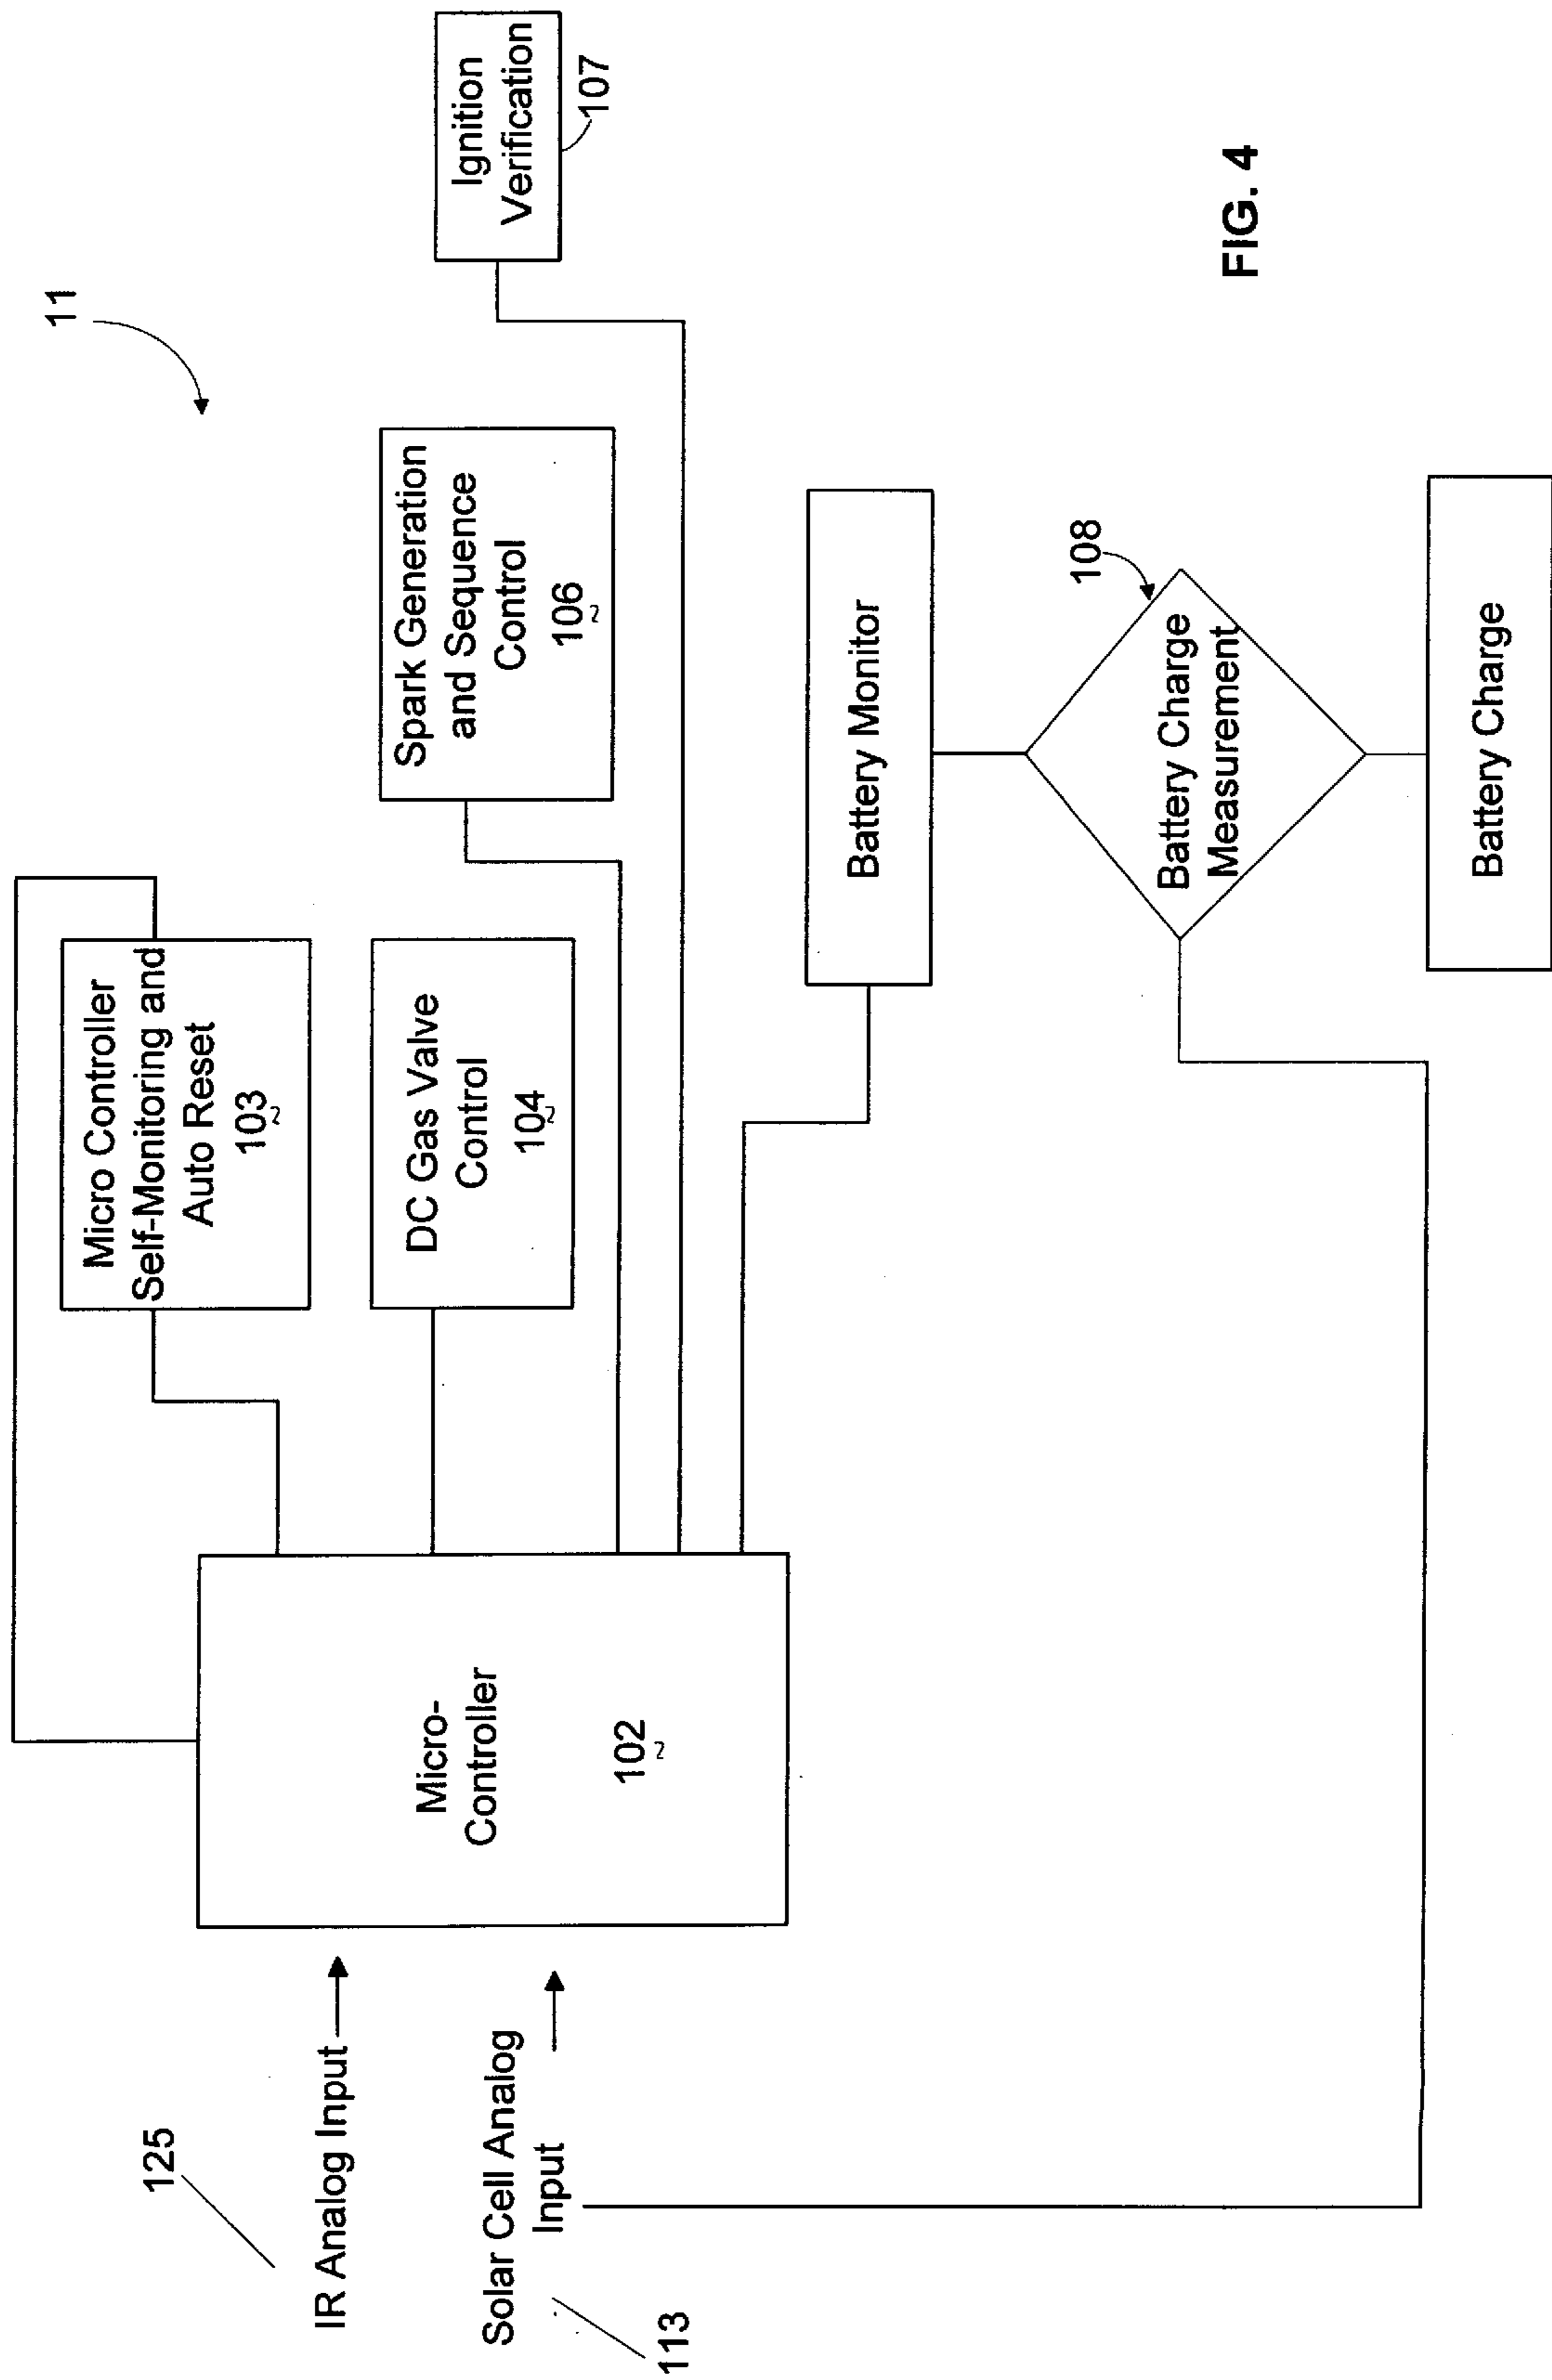 11
Micro Controller
Self-Monitoring and
Auto Reset
103
DC Gas Valve
Control
104
Spark Generation
and Sequence
Control
106
Ignition
Verification
107
125
IR Analog Input
Solar Cell Analog
Input
113
Micro-
Controller
102
Battery Monitor
108
Battery Charge
Measurement
Battery Charge
FIG. 4